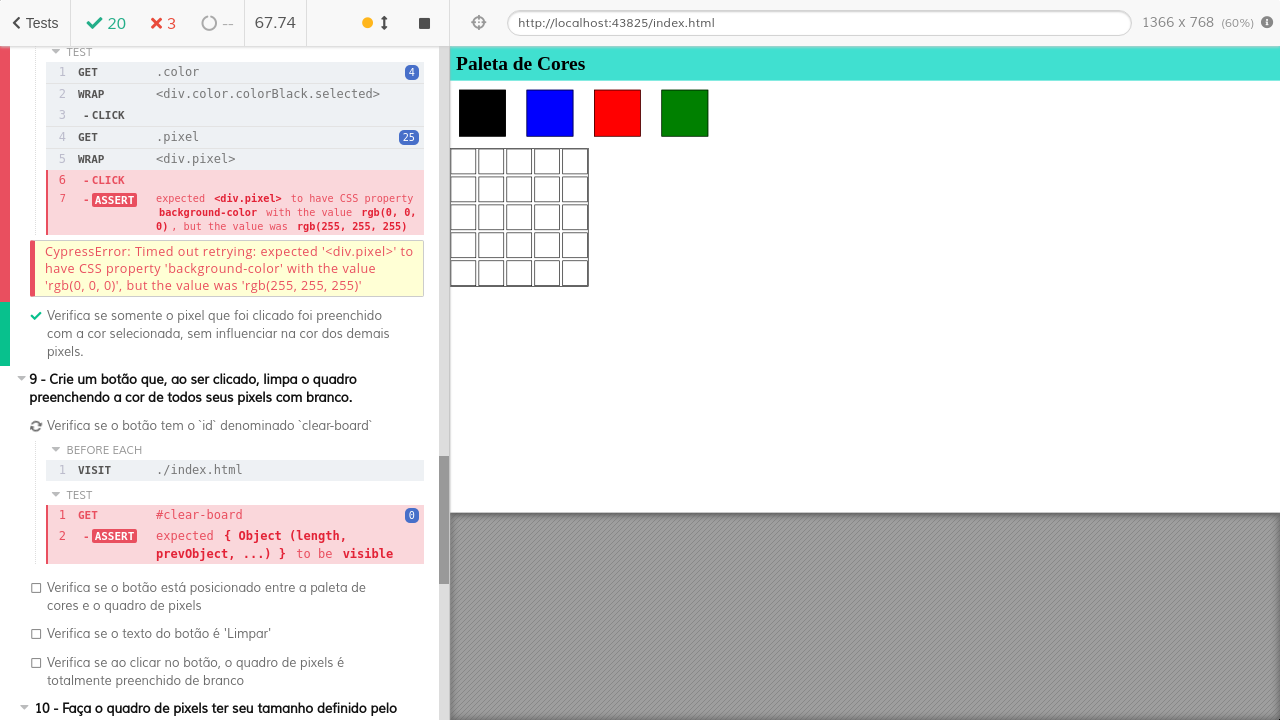 Tests 20 3 -- 67.74 http://localhost:43825/index.html 1366 x 768 (60%)
TEST
1 GET .color 4
2 WRAP <div.color.colorBlack.selected>
3 - CLICK
4 GET .pixel 25
5 WRAP <div.pixel>
6 - CLICK
7 - ASSERT expected <div.pixel> to have CSS property
background-color with the value rgb(0, 0,
0) , but the value was rgb(255, 255, 255)
CypressError: Timed out retrying: expected '<div.pixel>' to
have CSS property 'background-color' with the value
'rgb(0, 0, 0)', but the value was 'rgb(255, 255, 255)'
Verifica se somente o pixel que foi clicado foi preenchido
com a cor selecionada, sem influenciar na cor dos demais
pixels.
9 - Crie um botão que, ao ser clicado, limpa o quadro
preenchendo a cor de todos seus pixels com branco.
Verifica se o botão tem o `id` denominado `clear-board`
BEFORE EACH
1 VISIT ./index.html
TEST
1 GET #clear-board 0
2 - ASSERT expected { Object (length,
prevObject, ...) } to be visible
Verifica se o botão está posicionado entre a paleta de
cores e o quadro de pixels
Verifica se o texto do botão é 'Limpar'
Verifica se ao clicar no botão, o quadro de pixels é
totalmente preenchido de branco
10 - Faça o quadro de pixels ter seu tamanho definido pelo
Paleta de Cores